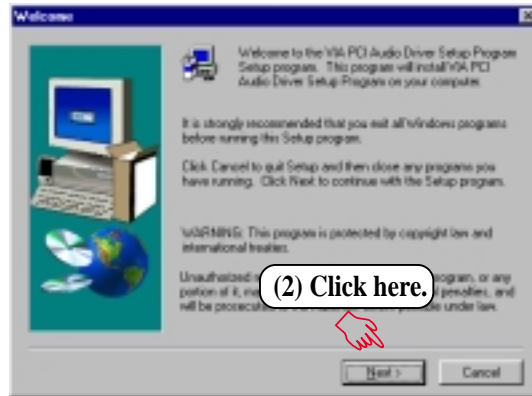 Welcome
Welcome to the VIA PCI Audio Driver Setup Program
Setup program. This program will install VIA PCI
Audio Driver Setup Program on your computer.
It is strongly recommended that you exit all Windows programs
before running this Setup program.
Click Cancel to quit Setup and then close any programs you
have running. Click Next to continue with the Setup program.
WARNING: This program is protected by copyright law and
international treaties.
Unauthorized program, or any
portion of it, penalties, and
will be prosecuted under law.
(2) Click here.
Next >
Cancel